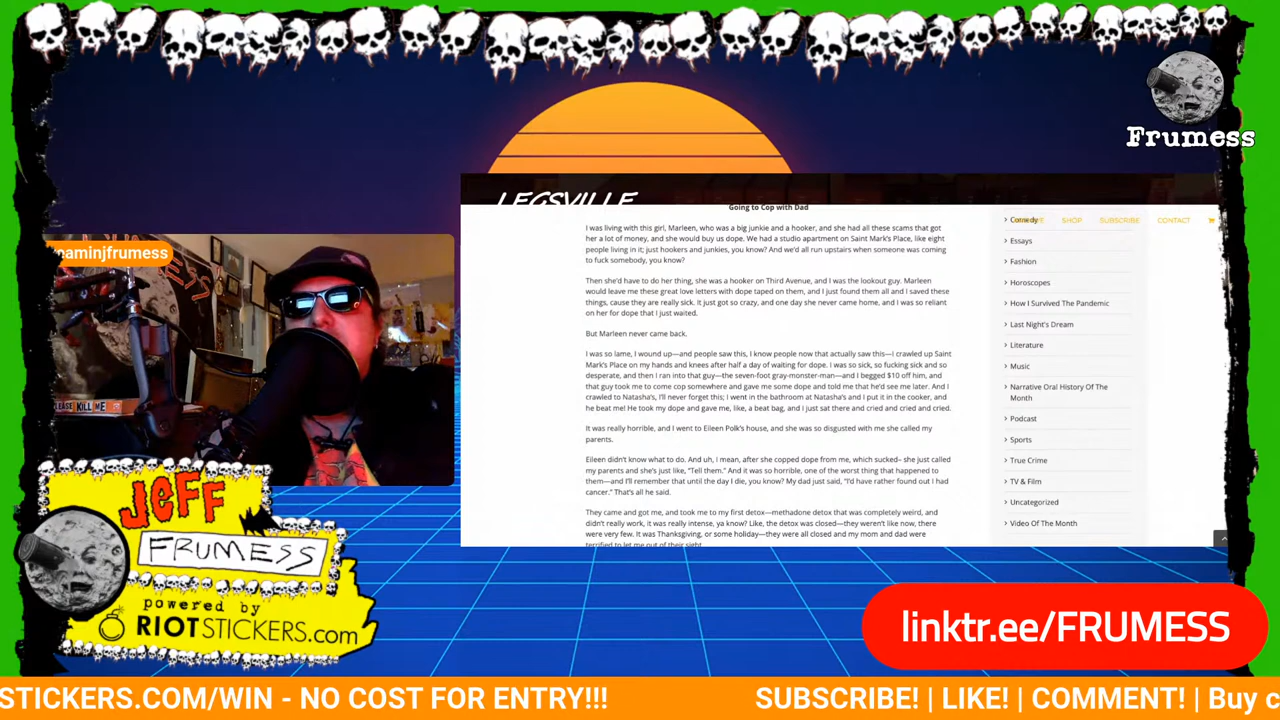 Frumess
LEGSVILLE
SHOP
SUBSCRIBE
CONTACT
Going to Cop with Dad
I was living with this girl, Marleen, who was a big junkie and a hooker, and she had all these scams that got
her a lot of money, and she would buy us dope. We had a studio apartment on Saint Mark's Place, like eight
people living in it; just hookers and junkies, you know? And we'd all run upstairs when someone was coming
to fuck somebody, you know?
Then she'd have to do her thing, she was a hooker on Third Avenue, and I was the lookout guy. Marleen
would leave me these great love letters with dope taped on them, and I just found them all and I saved these
things, cause they are really sick. It just got so crazy, and one day she never came home, and I was so reliant
on her for dope that I just waited.
But Marleen never came back.
I was so lame, I wound up—and people saw this, I know people now that actually saw this—I crawled up Saint
Mark's Place on my hands and knees after half a day of waiting for dope. I was so sick, so fucking sick and so
desperate, and then I ran into that guy—the seven-foot gray-monster-man—and I begged $10 off him, and
that guy took me to come cop somewhere and gave me some dope and told me that he'd see me later. And I
crawled to Natasha's, I'll never forget this; I went in the bathroom at Natasha's and I put it in the cooker, and
he beat me! He took my dope and gave me, like, a beat bag, and I just sat there and cried and cried and cried.
It was really horrible, and I went to Eileen Polk's house, and she was so disgusted with me she called my
parents.
Eileen didn't know what to do. And uh, I mean, after she copped dope from me, which sucked– she just called
my parents and she's just like, "Tell them." And it was so horrible, one of the worst thing that happened to
them—and I'll remember that until the day I die, you know? My dad just said, "I'd have rather found out I had
cancer." That's all he said.
They came and got me, and took me to my first detox—methadone detox that was completely weird, and
didn't really work, it was really intense, ya know? Like, the detox was closed—they weren't like now, there
were very few. It was Thanksgiving, or some holiday—they were all closed and my mom and dad were
terrified to let me out of their sight.
Comedy
Essays
Fashion
Horoscopes
How I Survived The Pandemic
Last Night's Dream
Literature
Music
Narrative Oral History Of The
Month
Podcast
Sports
True Crime
TV & Film
Uncategorized
Video Of The Month
eaminjfrumess
LEASE KILL ME
JEFF
FRUMESS
powered by
RIOTSTICKERS.com
linktr.ee/FRUMESS
STICKERS.COM/WIN - NO COST FOR ENTRY!!!
SUBSCRIBE! | LIKE! | COMMENT! | Buy c